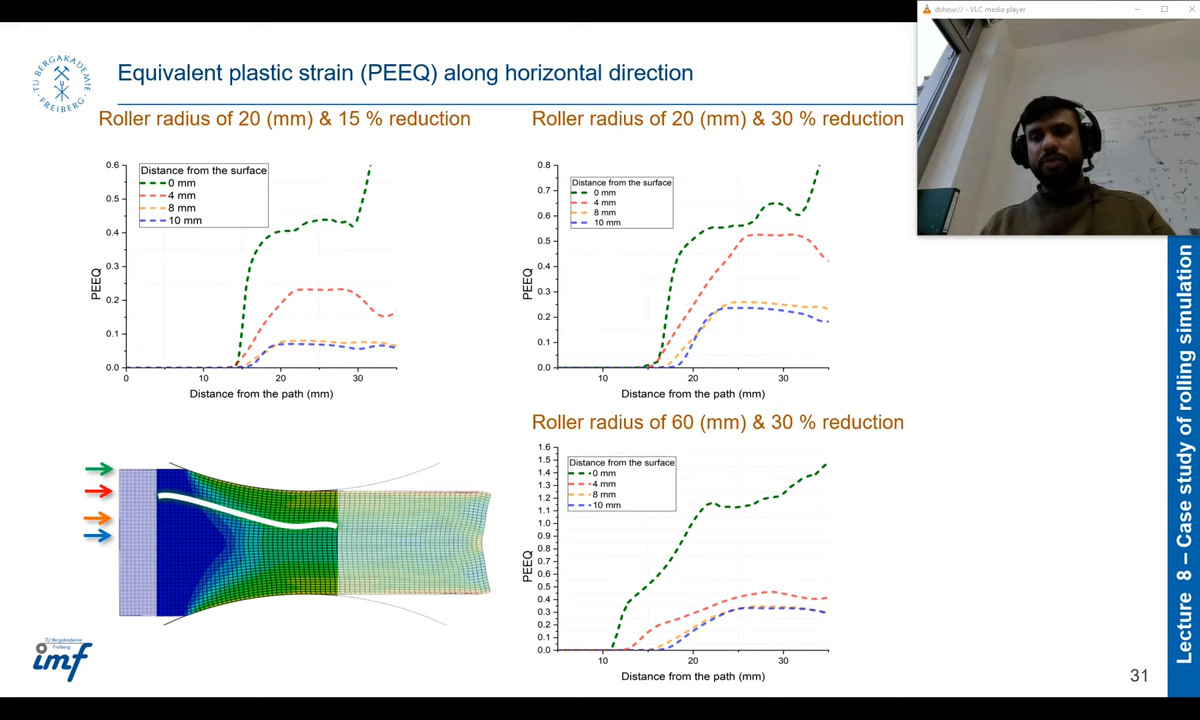 dshow:// - VLC media player
TU BERGAKADEMIE
FREIBERG
Equivalent plastic strain (PEEQ) along horizontal direction
Roller radius of 20 (mm) & 15 % reduction
0.6
0.5
0.4
0.3
0.2
0.1
0.0
PEEQ
Distance from the surface
0 mm
4 mm
8 mm
10 mm
0 10 20 30
Distance from the path (mm)
Roller radius of 20 (mm) & 30 % reduction
0.8
0.7
0.6
0.5
0.4
0.3
0.2
0.1
0.0
PEEQ
Distance from the surface
0 mm
4 mm
8 mm
10 mm
10 20 30
Distance from the path (mm)
Roller radius of 60 (mm) & 30 % reduction
1.6
1.5
1.4
1.3
1.2
1.1
1.0
0.9
0.8
0.7
0.6
0.5
0.4
0.3
0.2
0.1
0.0
PEEQ
Distance from the surface
0 mm
4 mm
8 mm
10 mm
10 20 30
Distance from the path (mm)
TU Bergakademie
Freiberg
imf
31
Lecture 8 – Case study of rolling simulation